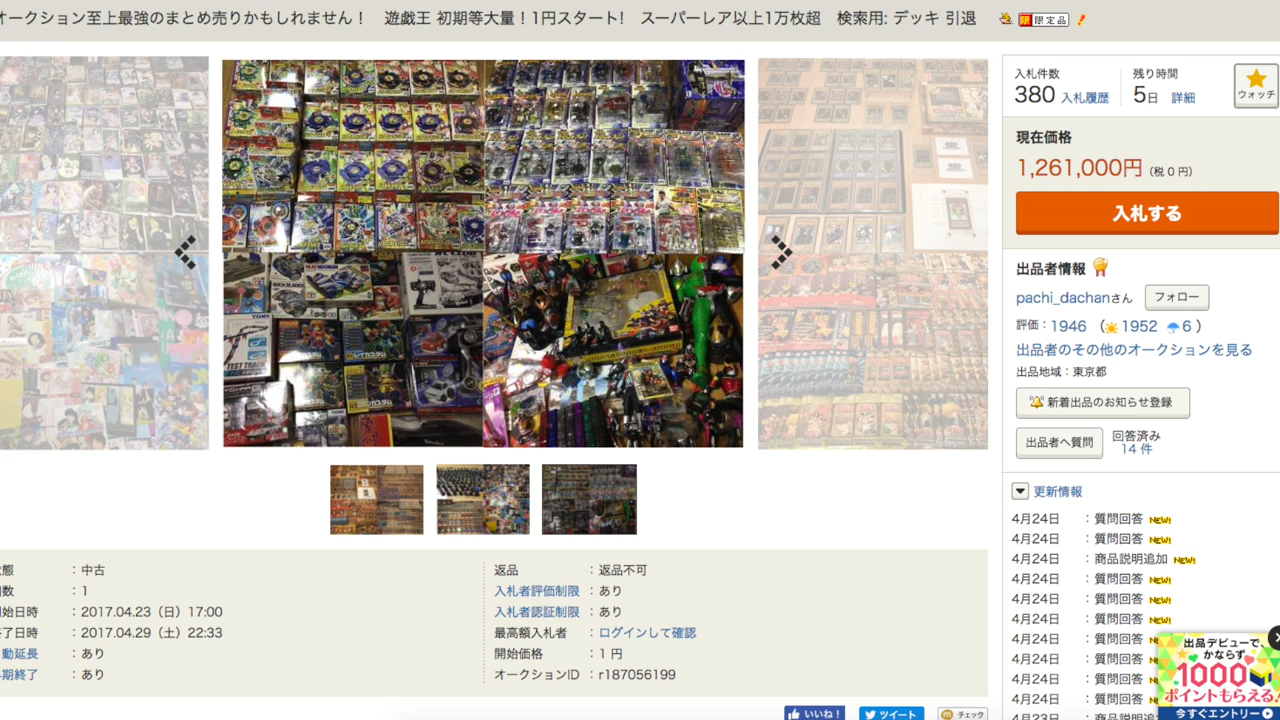 オークション至上最強のまとめ売りかもしれません！ 遊戯王 初期等大量！1円スタート! スーパーレア以上1万枚超 検索用: デッキ 引退
限 限定品
入札件数
380 入札履歴
残り時間
5日 詳細
ウォッチ
現在価格
1,261,000円 (税 0 円)
入札する
出品者情報
pachi_dachanさん
フォロー
評価：1946 ( 1952 6 )
出品者のその他のオークションを見る
出品地域：東京都
新着出品のお知らせ登録
出品者へ質問
回答済み
14 件
更新情報
4月24日 ：質問回答 NEW!
4月24日 ：質問回答 NEW!
4月24日 ：商品説明追加 NEW!
4月24日 ：質問回答 NEW!
4月24日 ：質問回答 NEW!
4月24日 ：質問回答 NEW!
4月24日 ：質問回答
4月24日 ：質問回答
4月24日 ：質問回答
4月24日 ：質問回答
4月23日 ：商品説明追
出品デビューで、
かならず
1000
ポイントもらえる!
今すぐエントリー
態 ：中古
数 ：1
始日時 ：2017.04.23（日）17:00
了日時 ：2017.04.29（土）22:33
動延長 ：あり
期終了 ：あり
返品 ：返品不可
入札者評価制限 ：あり
入札者認証制限 ：あり
最高額入札者 ：ログインして確認
開始価格 ：1 円
オークションID ：r187056199
いいね！
ツイート
チェック